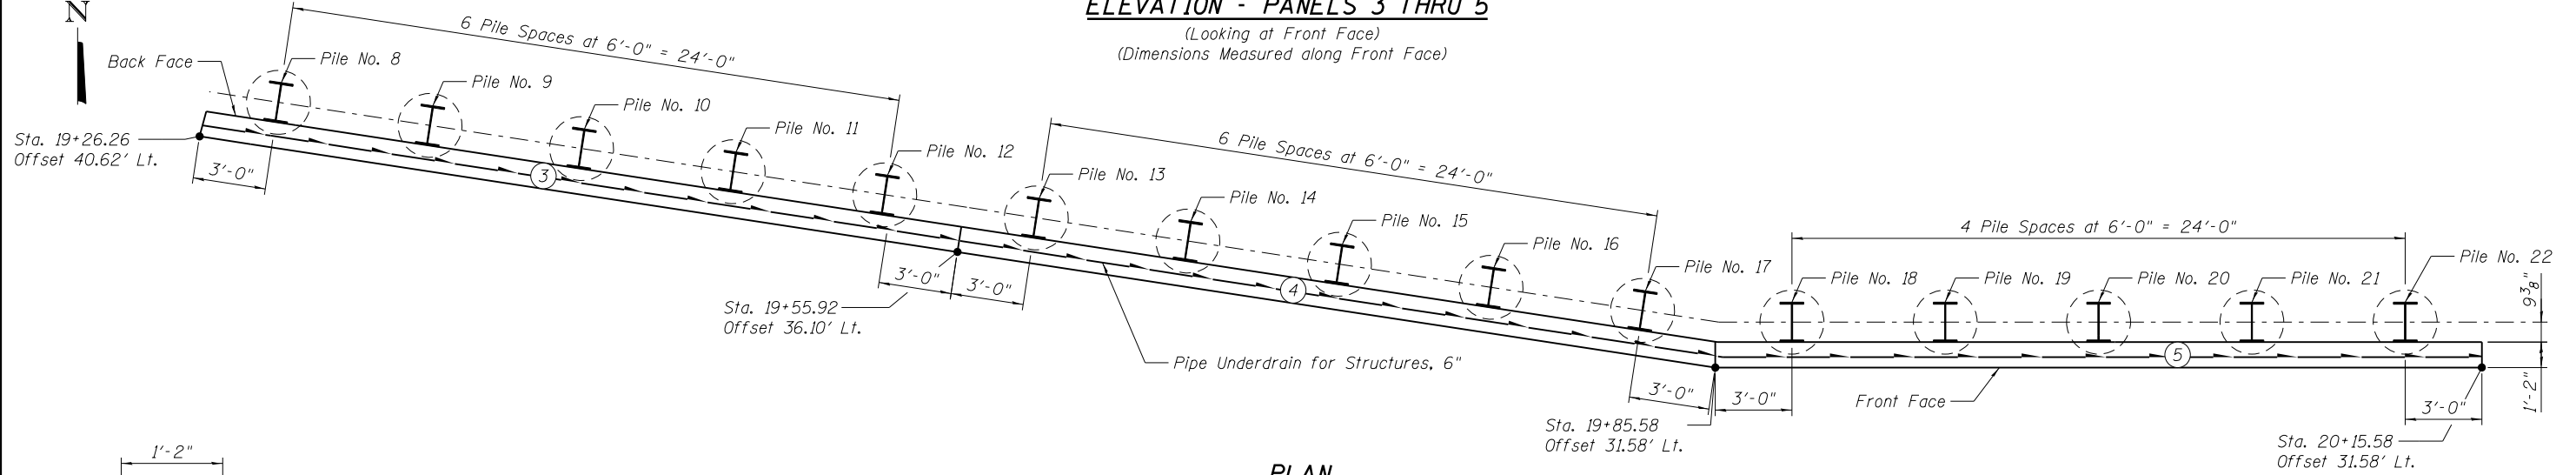 N
ELEVATION - PANELS 3 THRU 5
(Looking at Front Face)
(Dimensions Measured along Front Face)
6 Pile Spaces at 6'-0" = 24'-0"
Back Face
Pile No. 8
Pile No. 9
Pile No. 10
Pile No. 11
Pile No. 12
Sta. 19+26.26
Offset 40.62' Lt.
3'-0"
3
6 Pile Spaces at 6'-0" = 24'-0"
Pile No. 13
Pile No. 14
Pile No. 15
Pile No. 16
Pile No. 17
3'-0"
3'-0"
Sta. 19+55.92
Offset 36.10' Lt.
4
Pipe Underdrain for Structures, 6"
4 Pile Spaces at 6'-0" = 24'-0"
Pile No. 18
Pile No. 19
Pile No. 20
Pile No. 21
Pile No. 22
9 3/8"
1'-2"
5
3'-0"
3'-0"
Front Face
3'-0"
Sta. 19+85.58
Offset 31.58' Lt.
Sta. 20+15.58
Offset 31.58' Lt.
1'-2"
PLAN